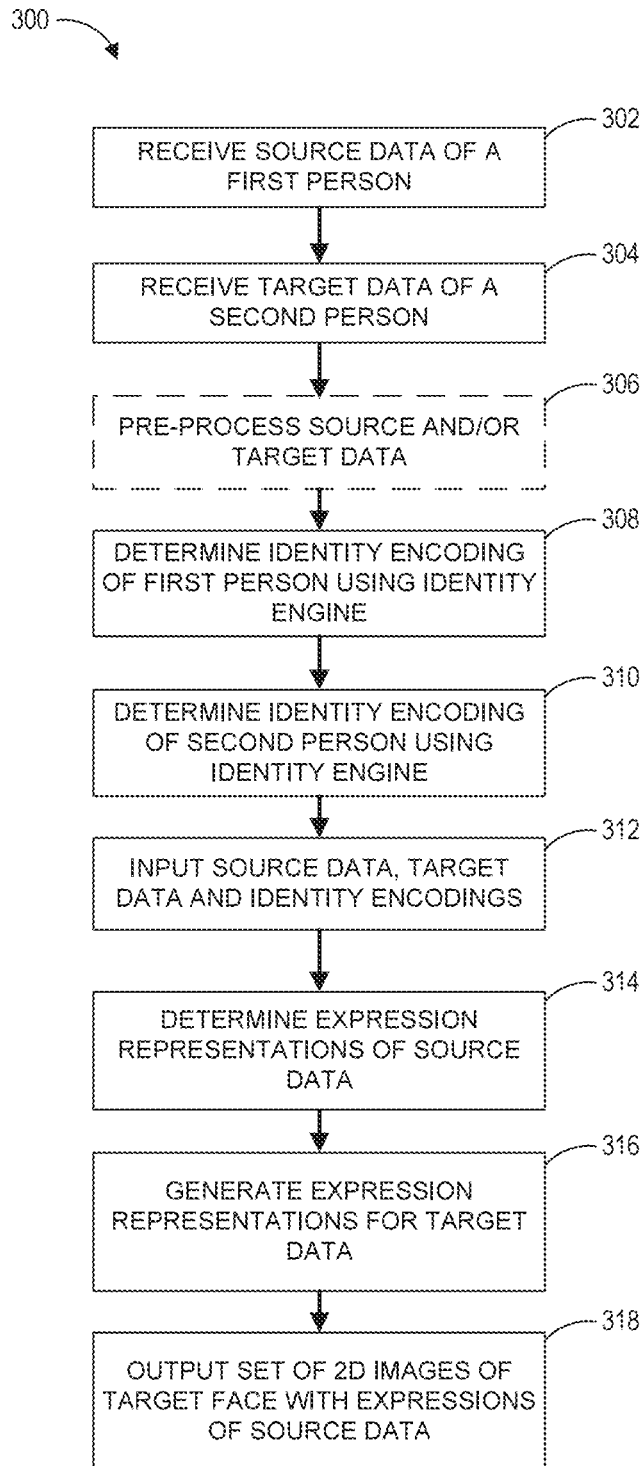 300
302
RECEIVE SOURCE DATA OF A
FIRST PERSON
304
RECEIVE TARGET DATA OF A
SECOND PERSON
306
PRE-PROCESS SOURCE AND/OR
TARGET DATA
308
DETERMINE IDENTITY ENCODING
OF FIRST PERSON USING IDENTITY
ENGINE
310
DETERMINE IDENTITY ENCODING
OF SECOND PERSON USING
IDENTITY ENGINE
312
INPUT SOURCE DATA, TARGET
DATA AND IDENTITY ENCODINGS
314
DETERMINE EXPRESSION
REPRESENTATIONS OF SOURCE
DATA
316
GENERATE EXPRESSION
REPRESENTATIONS FOR TARGET
DATA
318
OUTPUT SET OF 2D IMAGES OF
TARGET FACE WITH EXPRESSIONS
OF SOURCE DATA